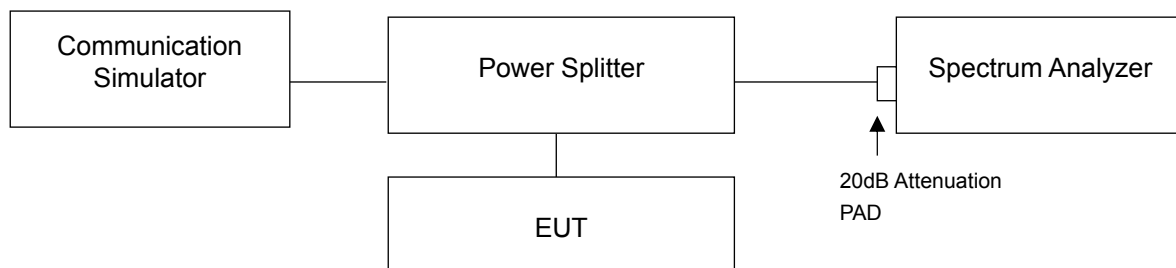 Communication
Simulator
Power Splitter
Spectrum Analyzer
20dB Attenuation
PAD
EUT